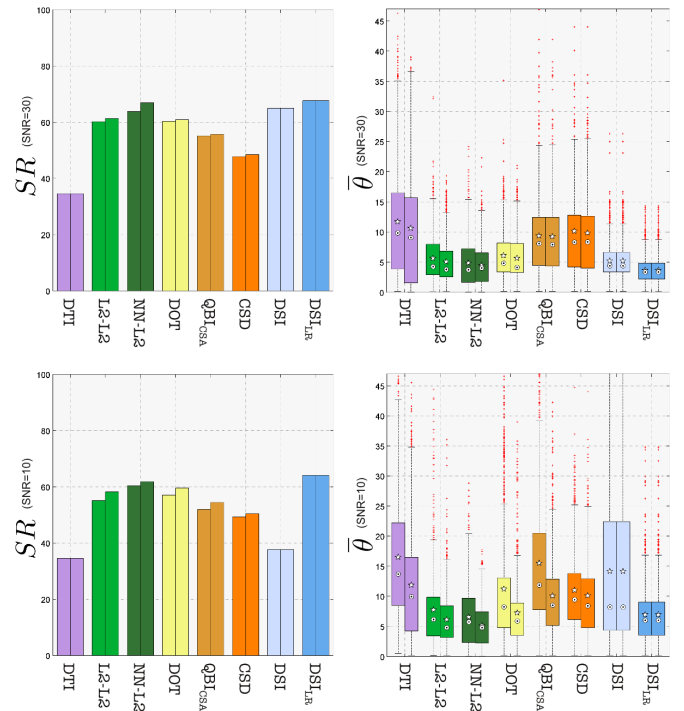 100
80
60
40
20
0
SR (SNR=30)
DTI
L2-L2
NN-L2
DOT
QBI_CSA
CSD
DSI
DSI_LR
45
40
35
30
25
20
15
10
5
0
θ̅ (SNR=30)
DTI
L2-L2
NN-L2
DOT
QBI_CSA
CSD
DSI
DSI_LR
100
80
60
40
20
0
SR (SNR=10)
DTI
L2-L2
NN-L2
DOT
QBI_CSA
CSD
DSI
DSI_LR
45
40
35
30
25
20
15
10
5
0
θ̅ (SNR=10)
DTI
L2-L2
NN-L2
DOT
QBI_CSA
CSD
DSI
DSI_LR